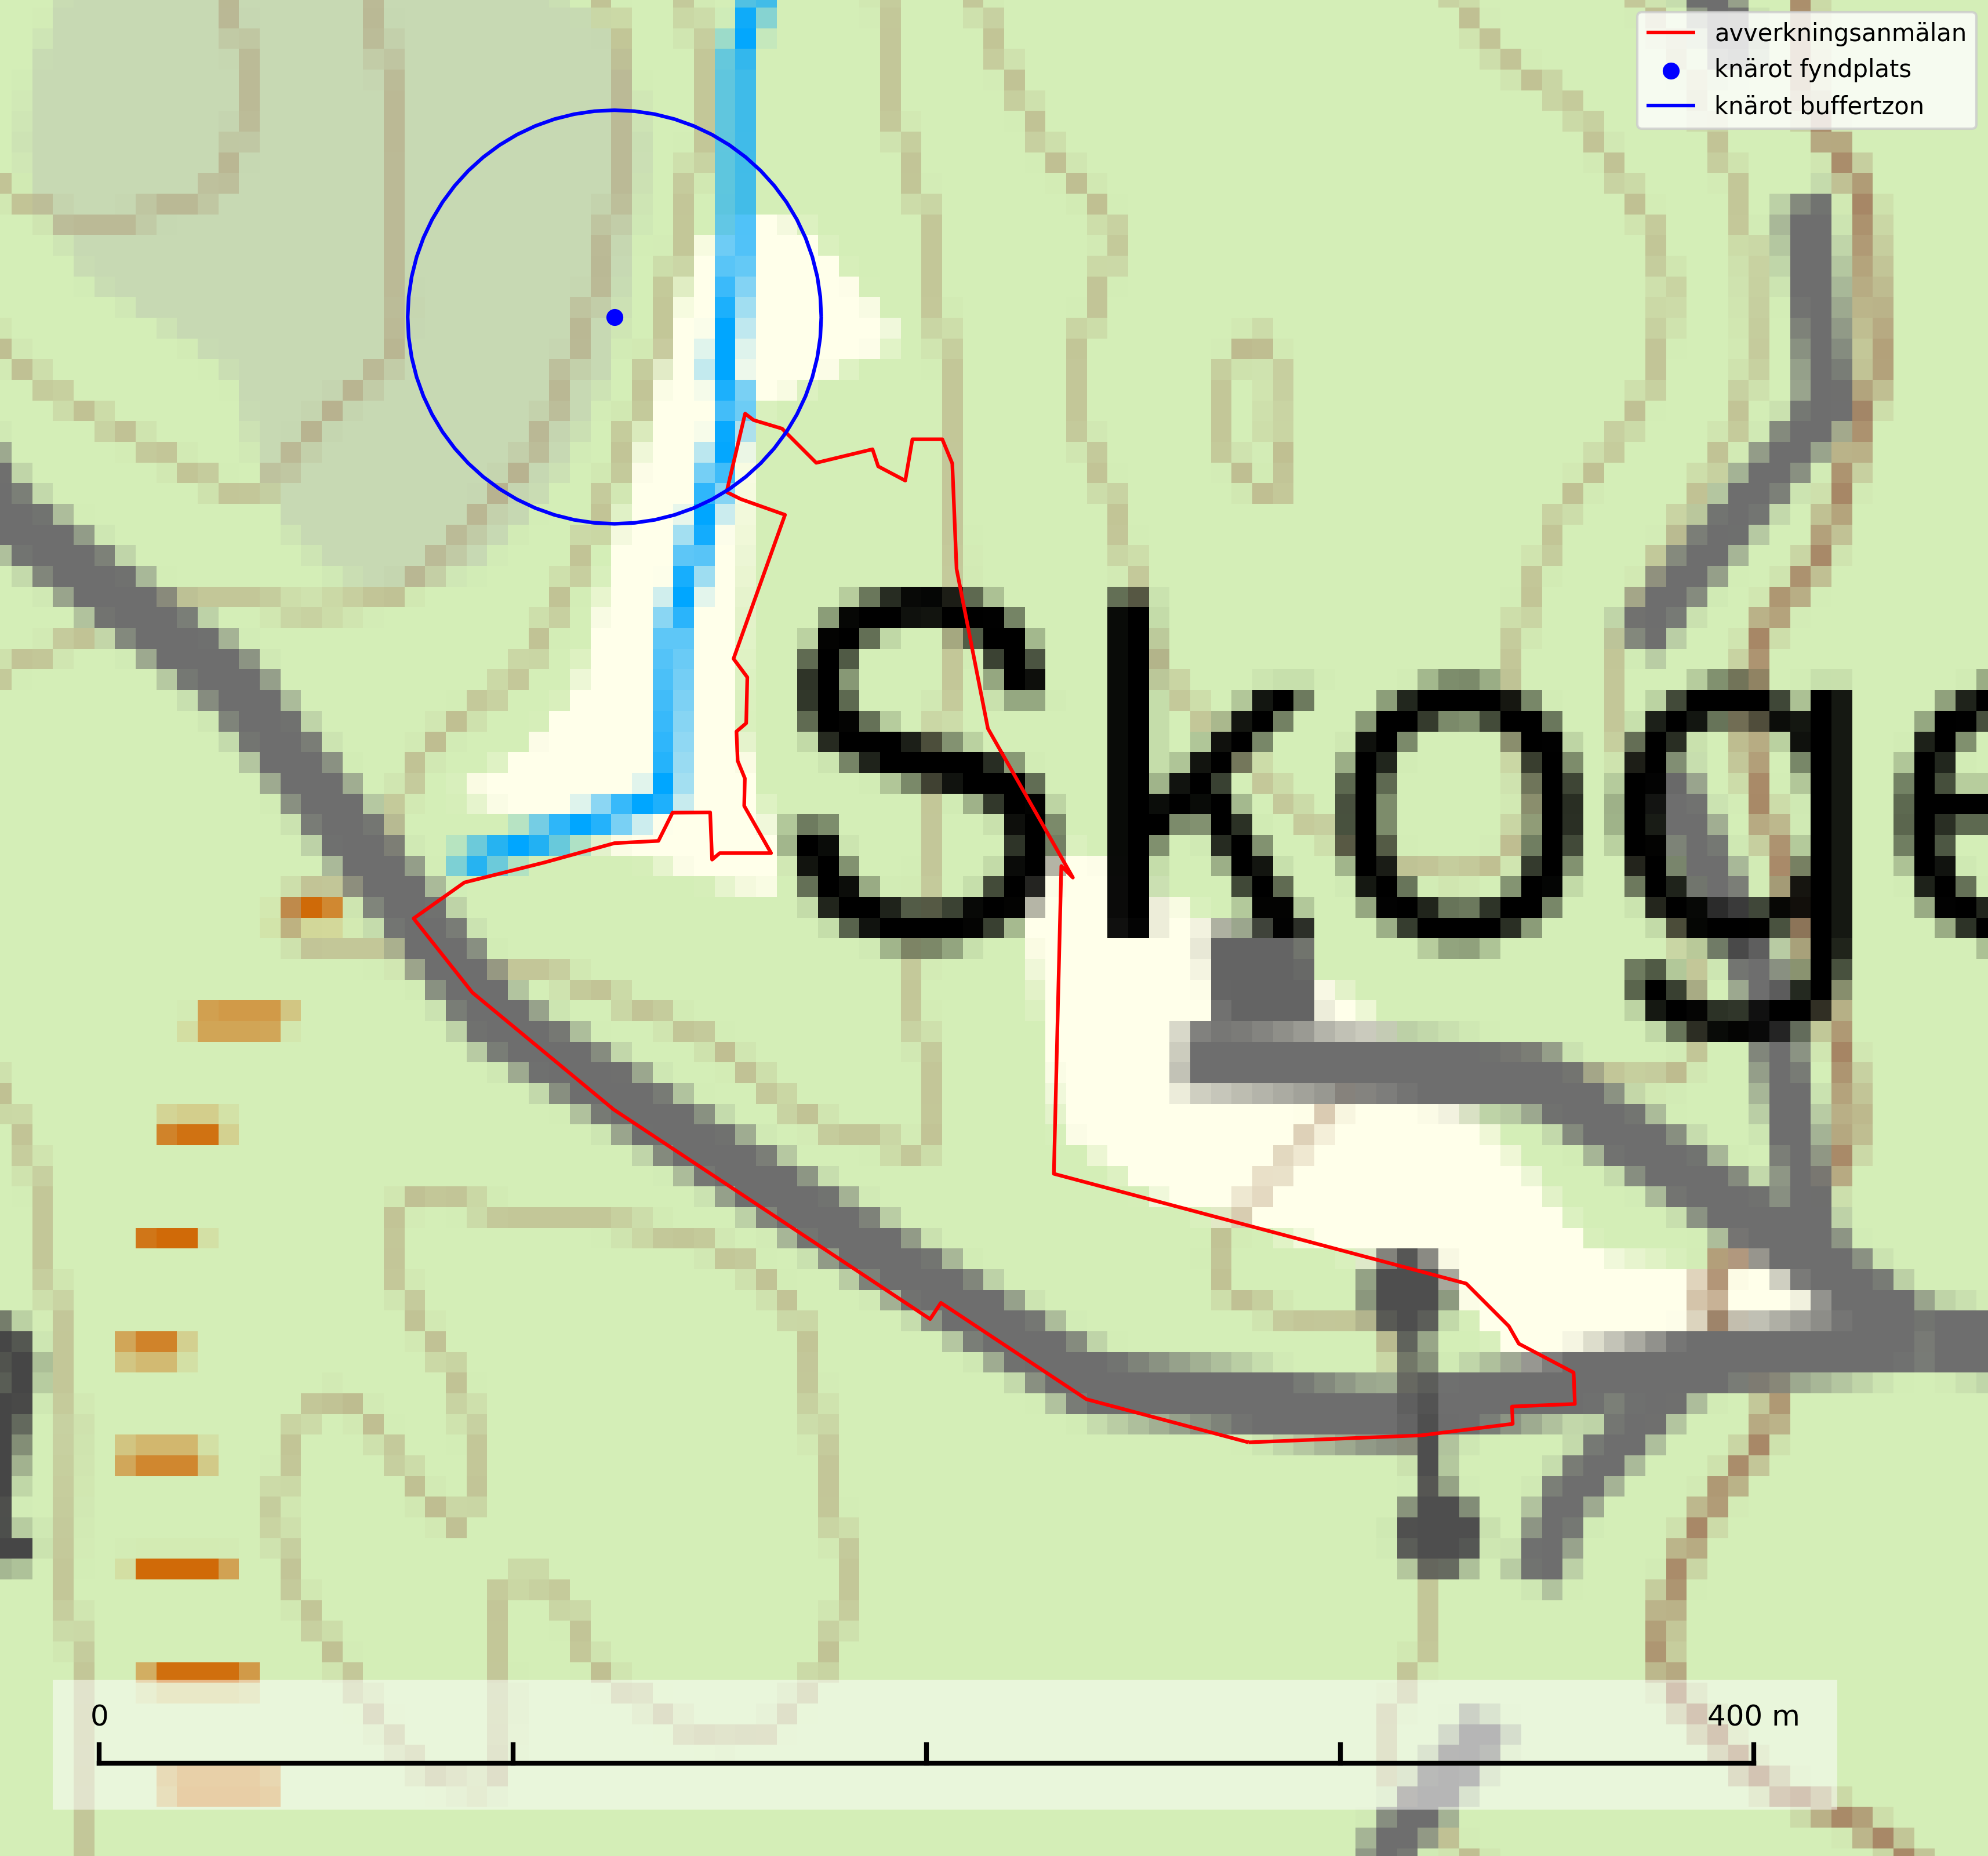 avverkningsanmälan
knärot fyndplats
knärot buffertzon
Skoge
0 400 m